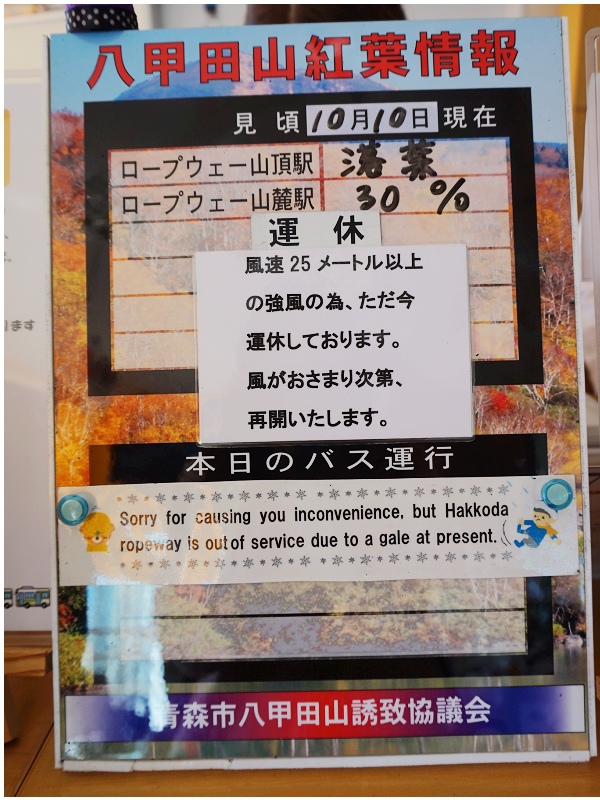 八甲田山紅葉情報
見頃 10月10日 現在
ロープウェー山頂駅 落葉
ロープウェー山麓駅 30 %
運休
風速25メートル以上
の強風の為、ただ今
運休しております。
風がおさまり次第、
再開いたします。
本日のバス運行
Sorry for causing you inconvenience, but Hakkoda
ropeway is out of service due to a gale at present.
青森市八甲田山誘致協議会
ります